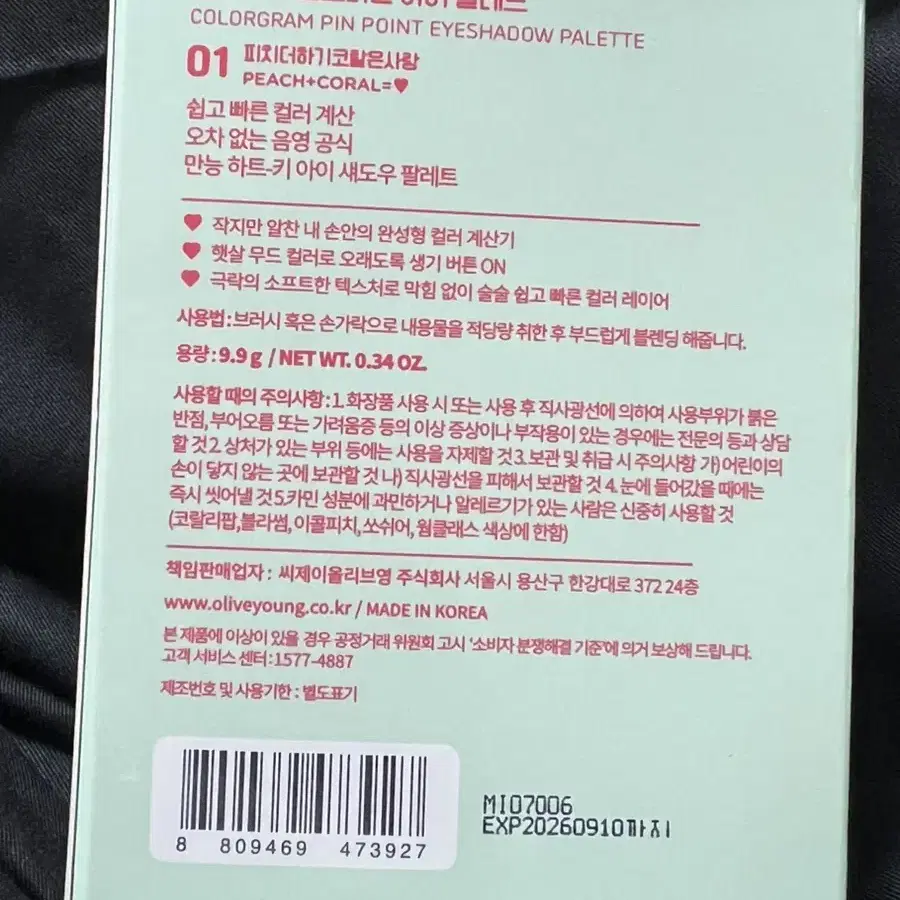 COLORGRAM PIN POINT EYESHADOW PALETTE
01 피치더하기코랄은사랑
PEACH+CORAL=♥
쉽고 빠른 컬러 계산
오차 없는 음영 공식
만능 하트-키 아이 섀도우 팔레트
♥ 작지만 알찬 내 손안의 완성형 컬러 계산기
♥ 햇살 무드 컬러로 오래도록 생기 버튼 ON
♥ 극락의 소프트한 텍스처로 막힘 없이 술술 쉽고 빠른 컬러 레이어
사용법:브러시 혹은 손가락으로 내용물을 적당량 취한 후 부드럽게 블렌딩 해줍니다.
용량:9.9 g / NET WT. 0.34 OZ.
사용할 때의 주의사항:1. 화장품 사용 시 또는 사용 후 직사광선에 의하여 사용부위가 붉은
반점, 부어오름 또는 가려움증 등의 이상 증상이나 부작용이 있는 경우에는 전문의 등과 상담
할 것 2. 상처가 있는 부위 등에는 사용을 자제할 것 3. 보관 및 취급 시 주의사항 가) 어린이의
손이 닿지 않는 곳에 보관할 것 나) 직사광선을 피해서 보관할 것 4. 눈에 들어갔을 때에는
즉시 씻어낼 것 5.카민 성분에 과민하거나 알레르기가 있는 사람은 신중히 사용할 것
(코랄리팝,블라썸, 이콜피치, 쏘쉬어, 웜클래스 색상에 한함)
책임판매업자 : 씨제이올리브영 주식회사 서울시 용산구 한강대로 372 24층
www.oliveyoung.co.kr / MADE IN KOREA
본 제품에 이상이 있을 경우 공정거래 위원회 고시 '소비자 분쟁해결 기준'에 의거 보상해 드립니다.
고객 서비스 센터:1577-4887
제조번호 및 사용기한 : 별도표기
8 809469 473927
MI07006
EXP20260910까지